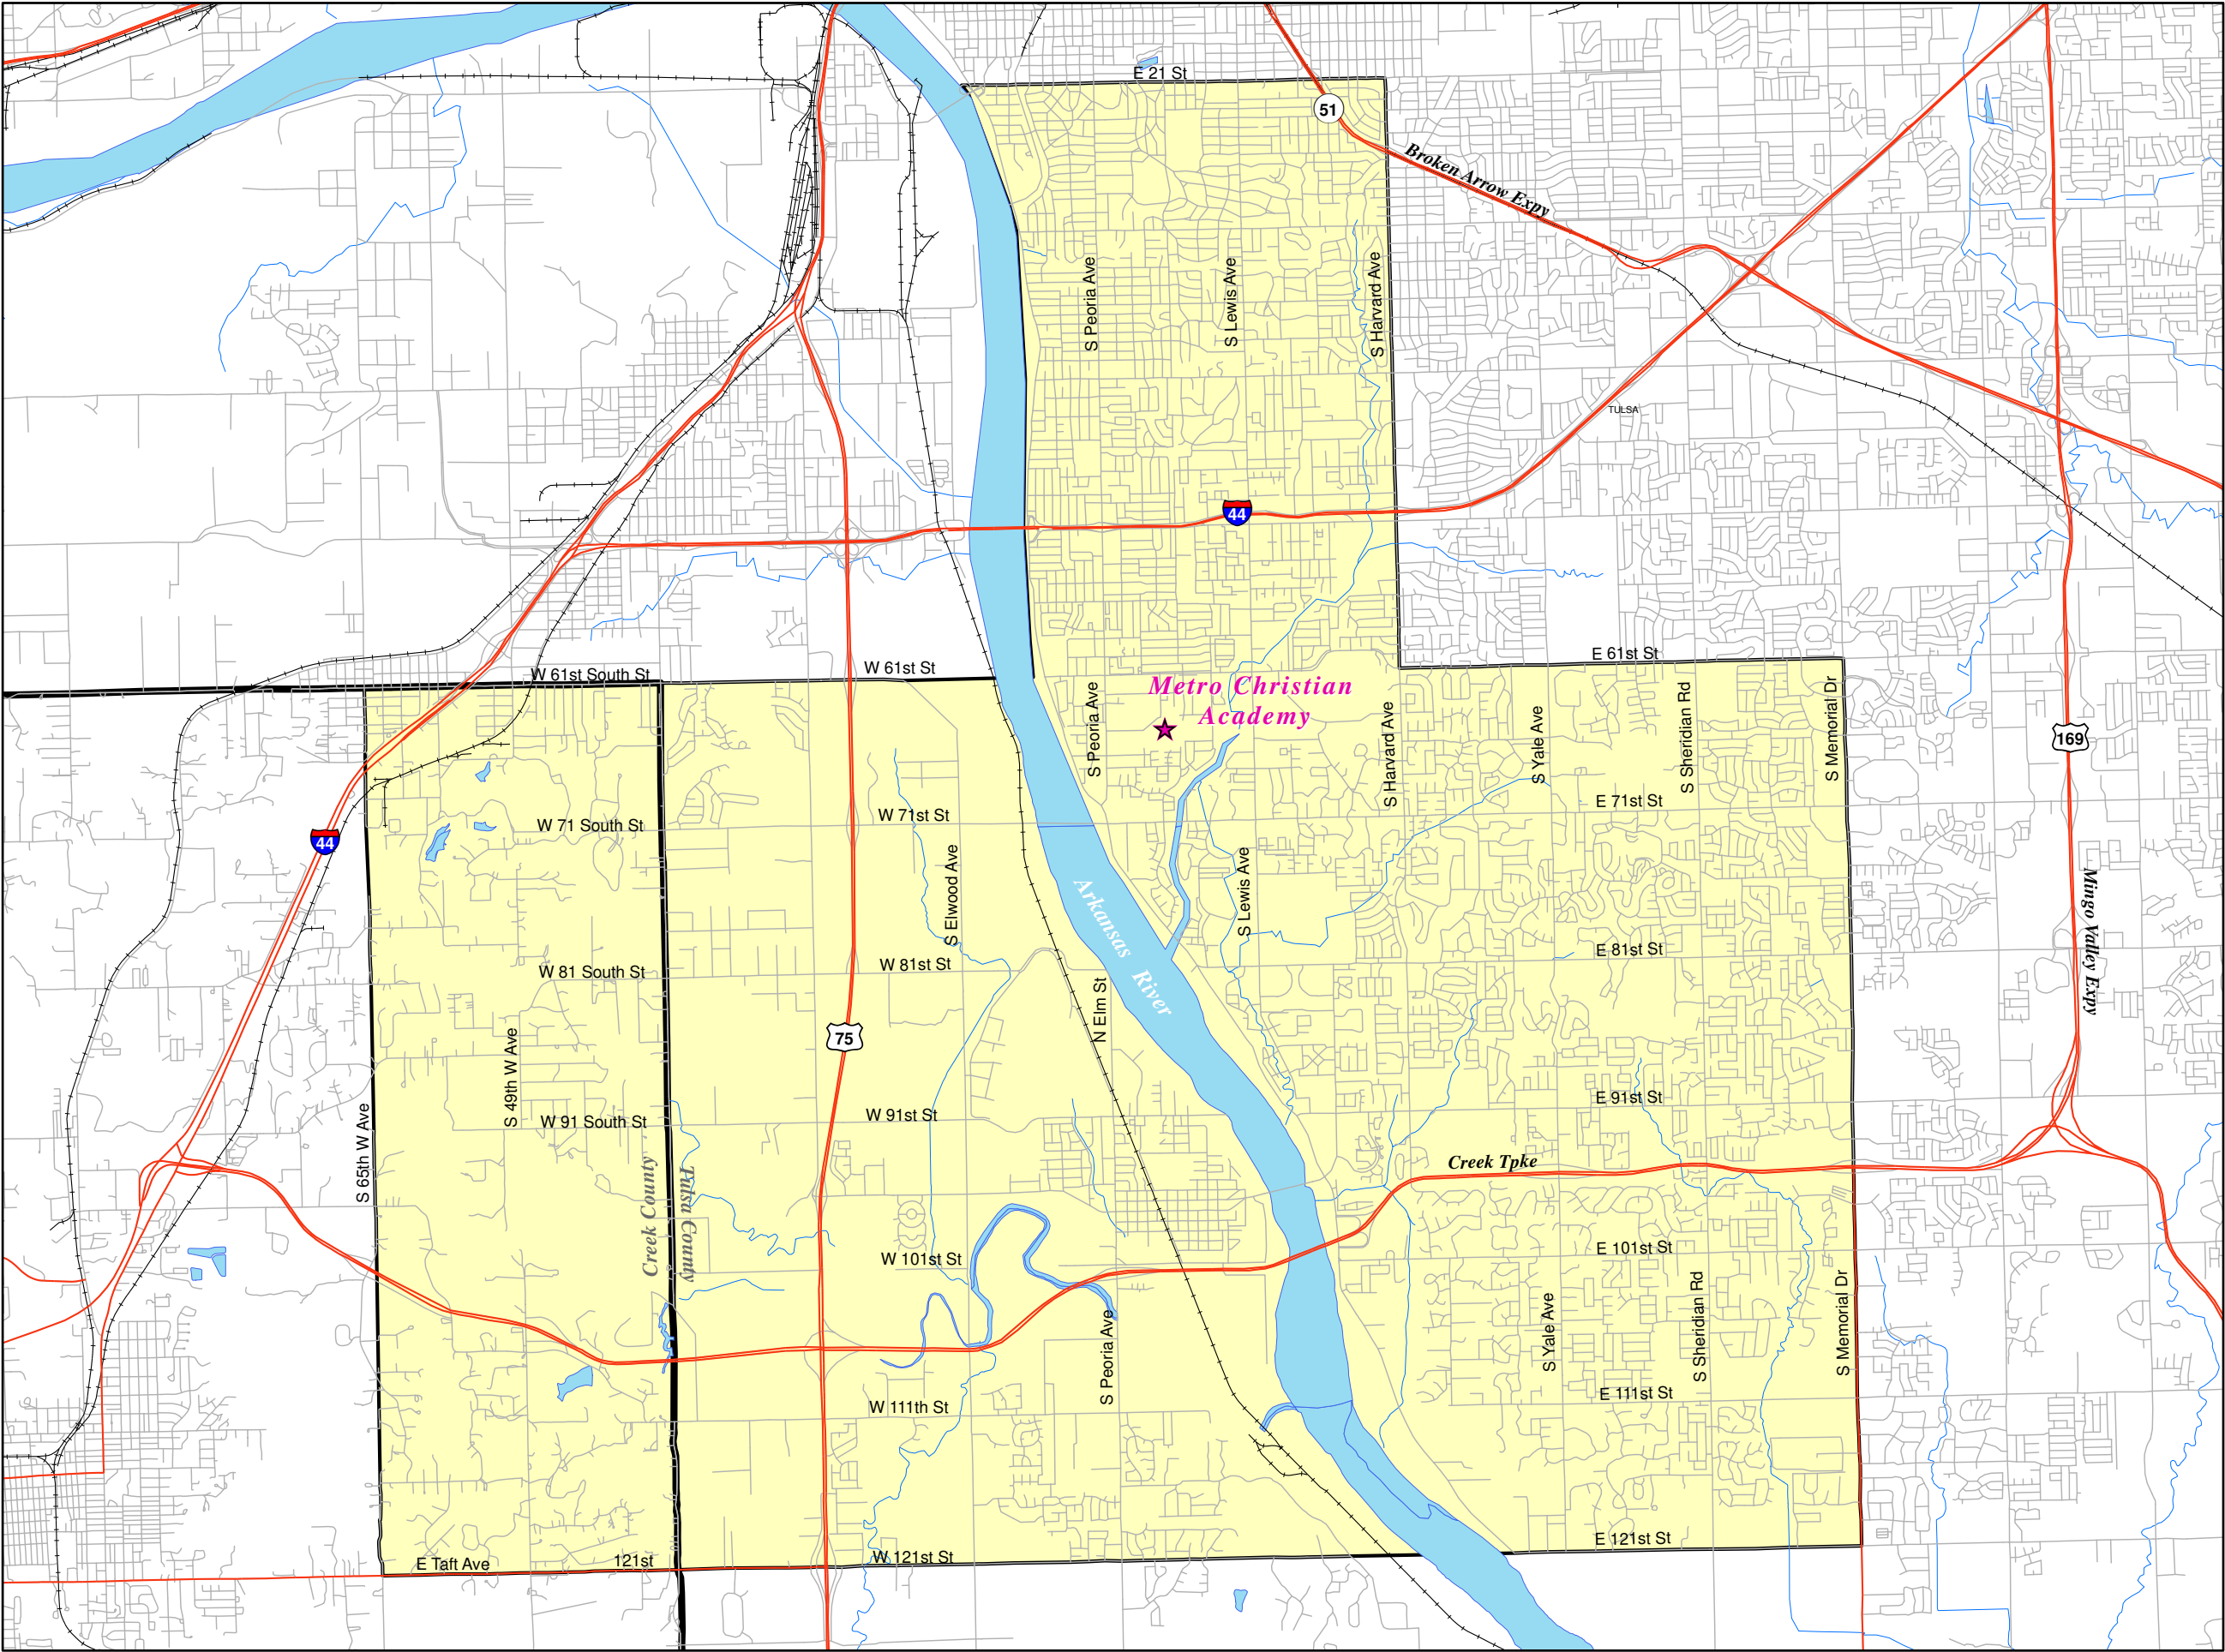 E 21 St
51
Broken Arrow Expy
S Peoria Ave
S Lewis Ave
S Harvard Ave
TULSA
44
E 61st St
W 61st St
W 61st South St
Metro Christian
Academy
S Peoria Ave
S Harvard Ave
S Yale Ave
S Sheridian Rd
S Memorial Dr
169
E 71st St
W 71st St
W 71 South St
44
S Elwood Ave
S Lewis Ave
Arkansas River
Mingo Valley Expy
E 81st St
W 81st St
W 81 South St
N Elm St
75
S 49th W Ave
E 91st St
W 91st St
W 91 South St
S 65th W Ave
Creek County
Tulsa County
Creek Tpke
E 101st St
W 101st St
S Peoria Ave
S Yale Ave
S Sheridian Rd
S Memorial Dr
E 111st St
W 111th St
E 121st St
W 121st St
121st
E Taft Ave